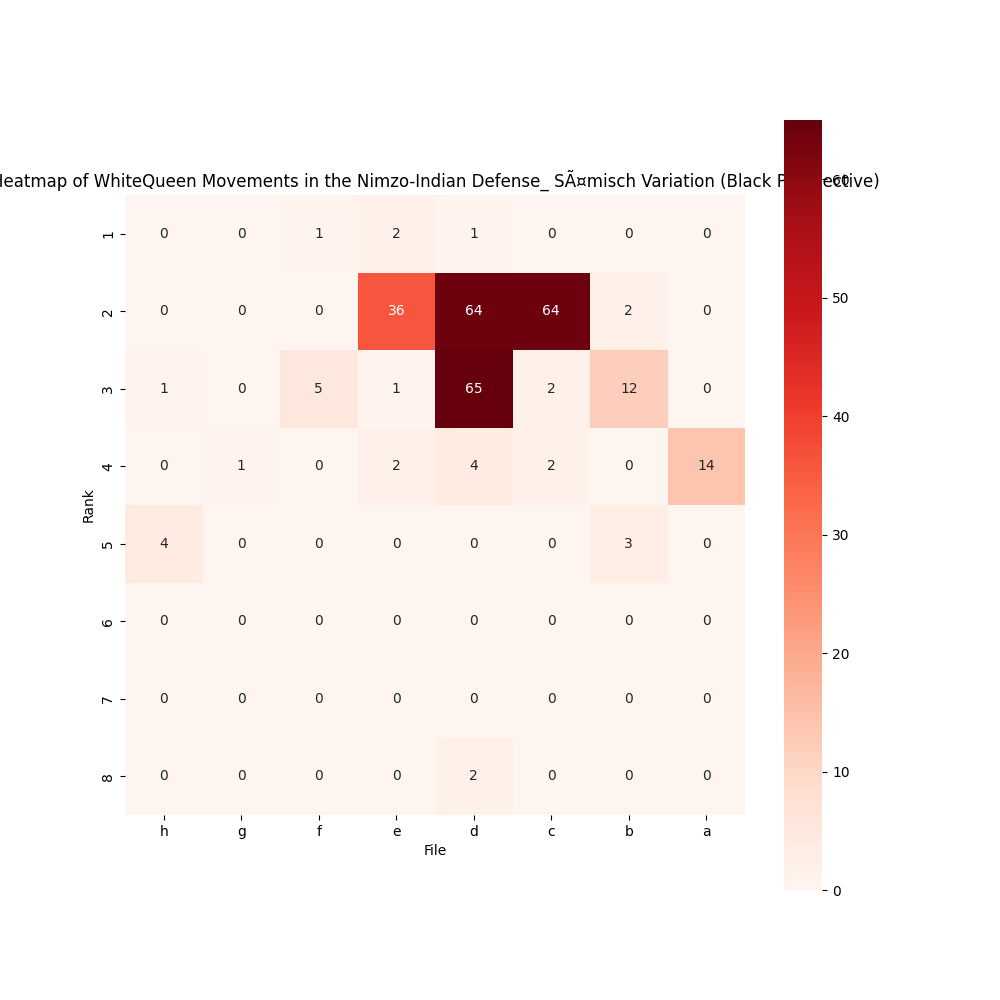 Heatmap of WhiteQueen Movements in the Nimzo-Indian Defense_ SÃ¤misch Variation (Black Perspective)
1 0 0 1 2 1 0 0 0
2 0 0 0 36 64 64 2 0
3 1 0 5 1 65 2 12 0
4 0 1 0 2 4 2 0 14
5 4 0 0 0 0 0 3 0
6 0 0 0 0 0 0 0 0
7 0 0 0 0 0 0 0 0
8 0 0 0 0 2 0 0 0
Rank
h g f e d c b a
File
60
50
40
30
20
10
0